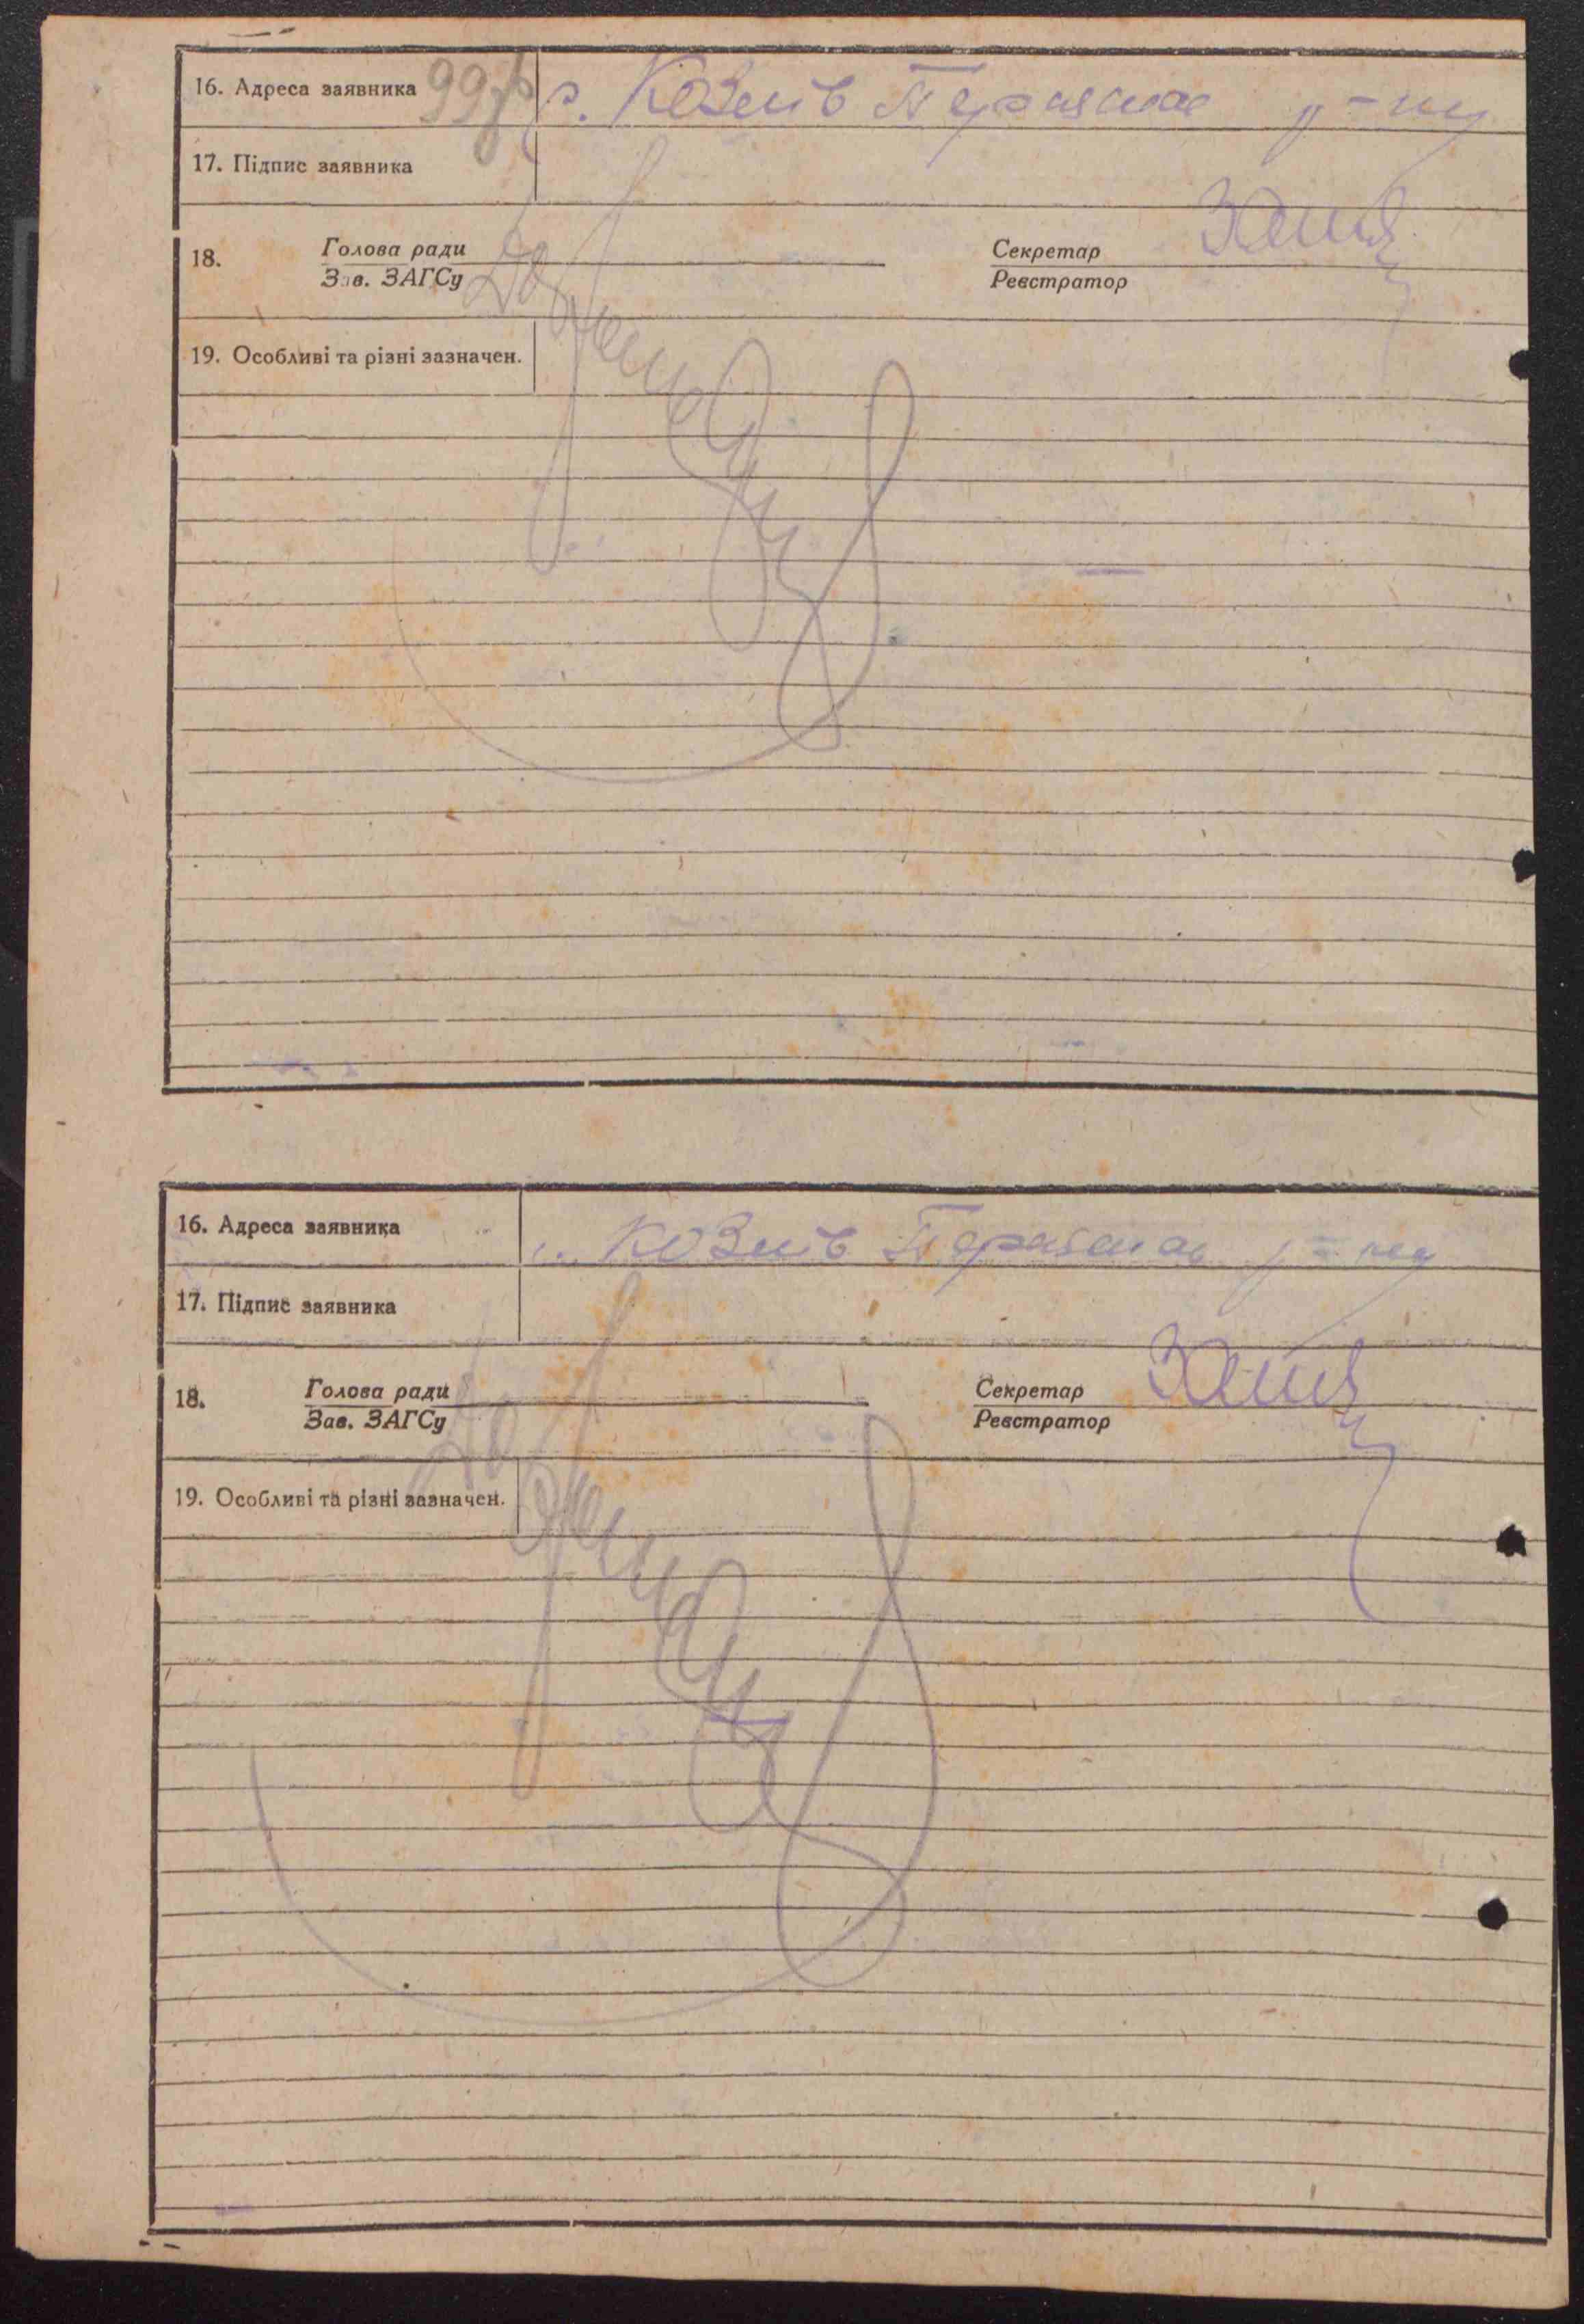 16. Адреса заявника 99 с. Козлів Переяслав р-ну
17. Підпис заявника
18. Голова ради Секретар
Зав. ЗАГСу Реєстратор
19. Особливі та різні зазначен.
16. Адреса заявника с. Козлів Переяслав р-ну
17. Підпис заявника
18. Голова ради Секретар
Зав. ЗАГСу Реєстратор
19. Особливі та різні зазначен.